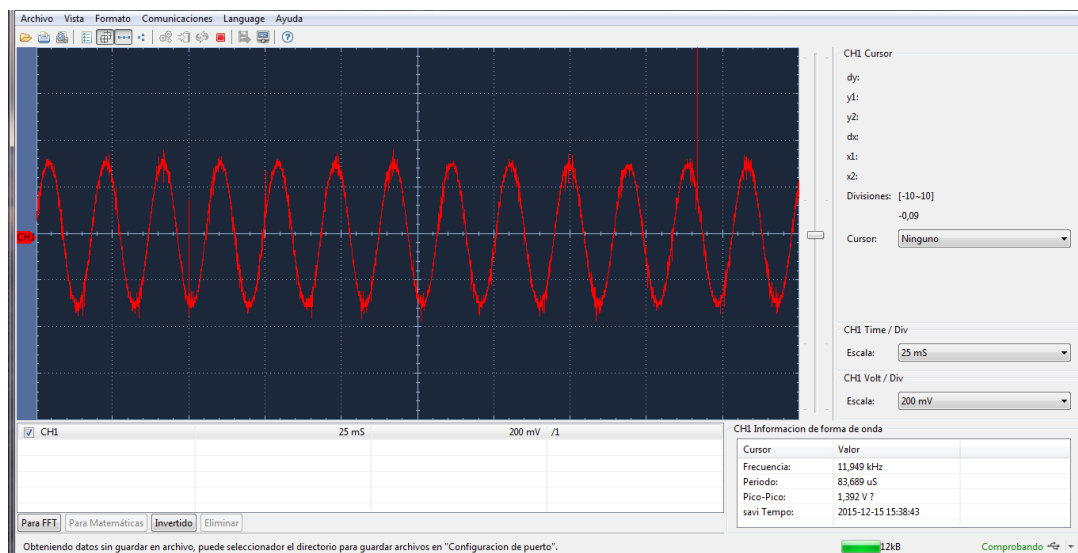 Archivo Vista Formato Comunicaciones Language Ayuda
CH1 Cursor
dy:
y1:
y2:
dx:
x1:
x2:
Divisiones: [-10~10]
-0,09
CH1
Cursor: Ninguno
CH1 Time / Div
Escala: 25 mS
CH1 Volt / Div
Escala: 200 mV
CH1 25 mS 200 mV /1
CH1 Informacion de forma de onda
Cursor Valor
Frecuencia: 11,949 kHz
Periodo: 83,689 uS
Pico-Pico: 1,392 V ?
savi Tempo: 2015-12-15 15:38:43
Para FFT Para Matemáticas Invertido Eliminar
Obteniendo datos sin guardar en archivo, puede seleccionador el directorio para guardar archivos en "Configuracion de puerto". 12kB Comprobando